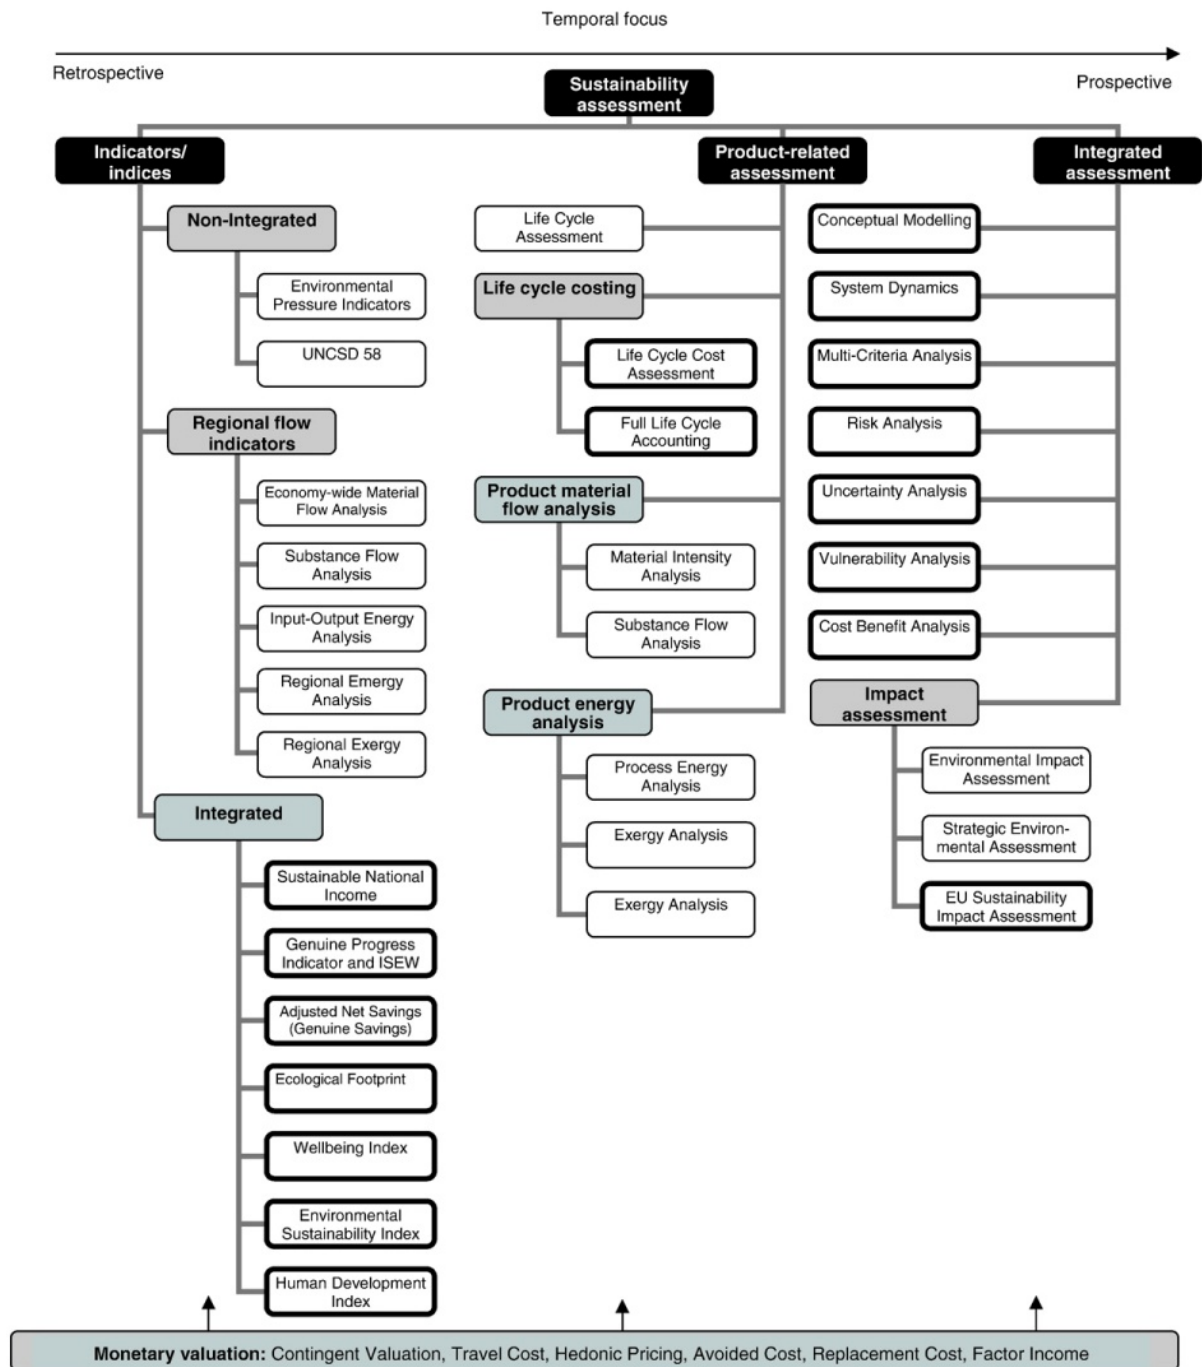 Temporal focus
Retrospective
Prospective
Sustainability
assessment
Indicators/
indices
Product-related
assessment
Integrated
assessment
Non-Integrated
Environmental
Pressure Indicators
UNCSD 58
Regional flow
indicators
Economy-wide Material
Flow Analysis
Substance Flow
Analysis
Input-Output Energy
Analysis
Regional Emergy
Analysis
Regional Exergy
Analysis
Integrated
Sustainable National
Income
Genuine Progress
Indicator and ISEW
Adjusted Net Savings
(Genuine Savings)
Ecological Footprint
Wellbeing Index
Environmental
Sustainability Index
Human Development
Index
Life Cycle
Assessment
Life cycle costing
Life Cycle Cost
Assessment
Full Life Cycle
Accounting
Product material
flow analysis
Material Intensity
Analysis
Substance Flow
Analysis
Product energy
analysis
Process Energy
Analysis
Exergy Analysis
Exergy Analysis
Conceptual Modelling
System Dynamics
Multi-Criteria Analysis
Risk Analysis
Uncertainty Analysis
Vulnerability Analysis
Cost Benefit Analysis
Impact
assessment
Environmental Impact
Assessment
Strategic Environ-
mental Assessment
EU Sustainability
Impact Assessment
Monetary valuation: Contingent Valuation, Travel Cost, Hedonic Pricing, Avoided Cost, Replacement Cost, Factor Income